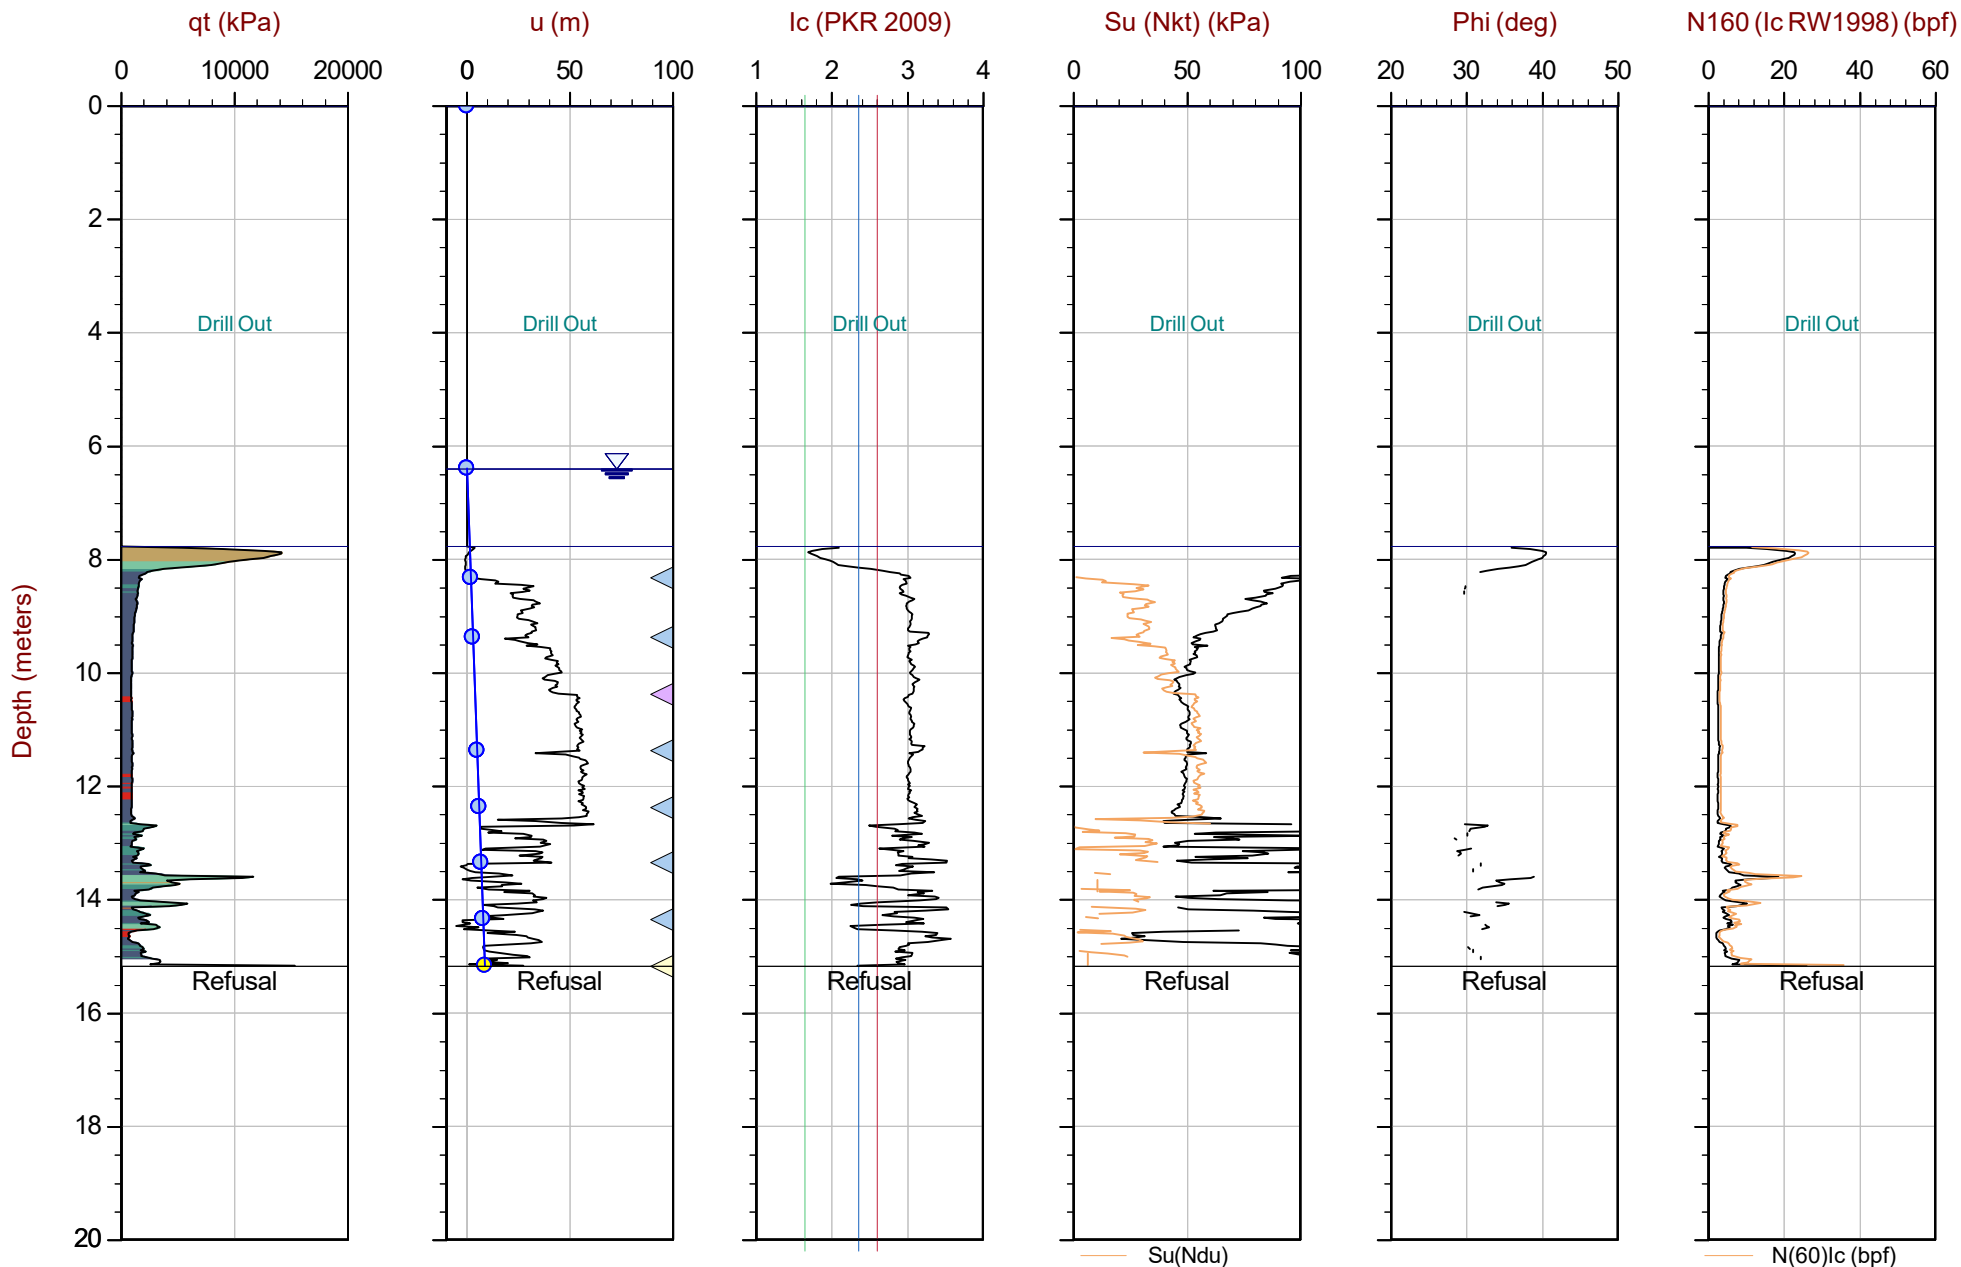 qt (kPa) u (m) Ic (PKR 2009) Su (Nkt) (kPa) Phi (deg) N160 (Ic RW1998) (bpf)
0 10000 20000 0 50 100 1 2 3 4 0 50 100 20 30 40 50 0 20 40 60
0
2
Drill Out Drill Out Drill Out Drill Out Drill Out Drill Out
4
6
8
Depth (meters)
10
12
14
Refusal Refusal Refusal Refusal Refusal Refusal
16
18
20
Su(Ndu) N(60)Ic (bpf)